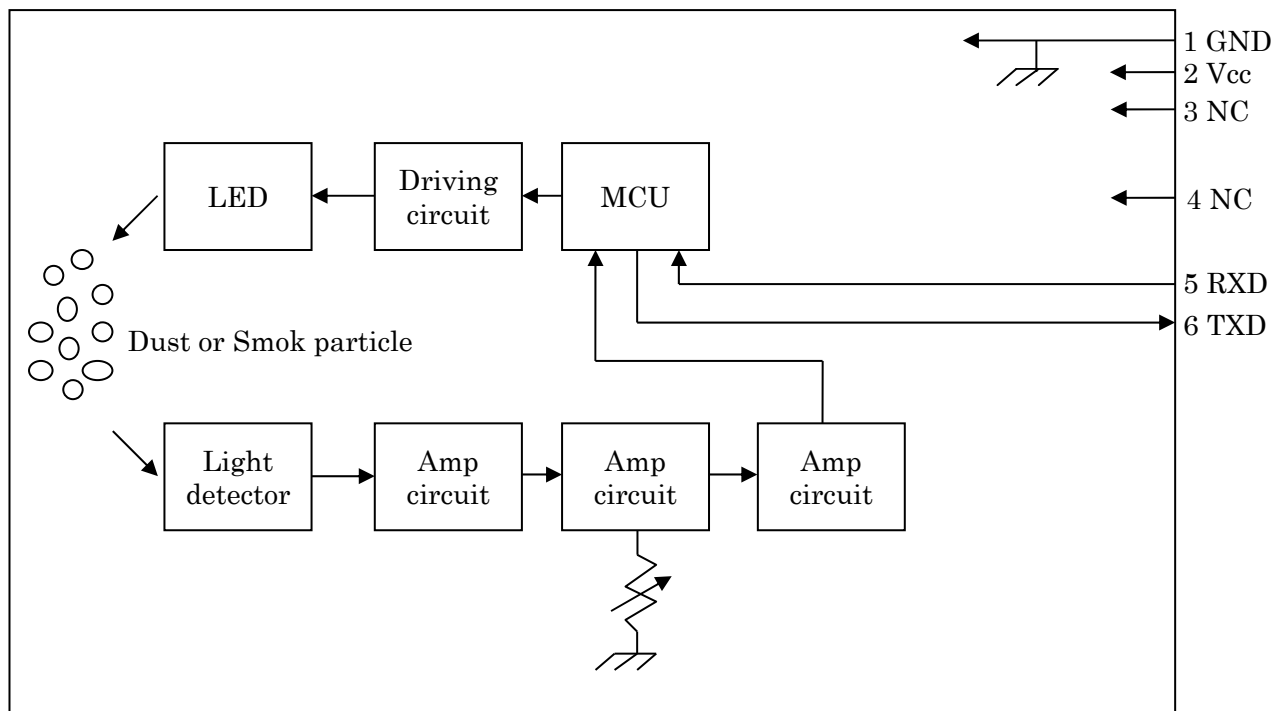 1 GND
2 Vcc
3 NC
LED
Driving
circuit
MCU
4 NC
5 RXD
6 TXD
Dust or Smok particle
Light
detector
Amp
circuit
Amp
circuit
Amp
circuit